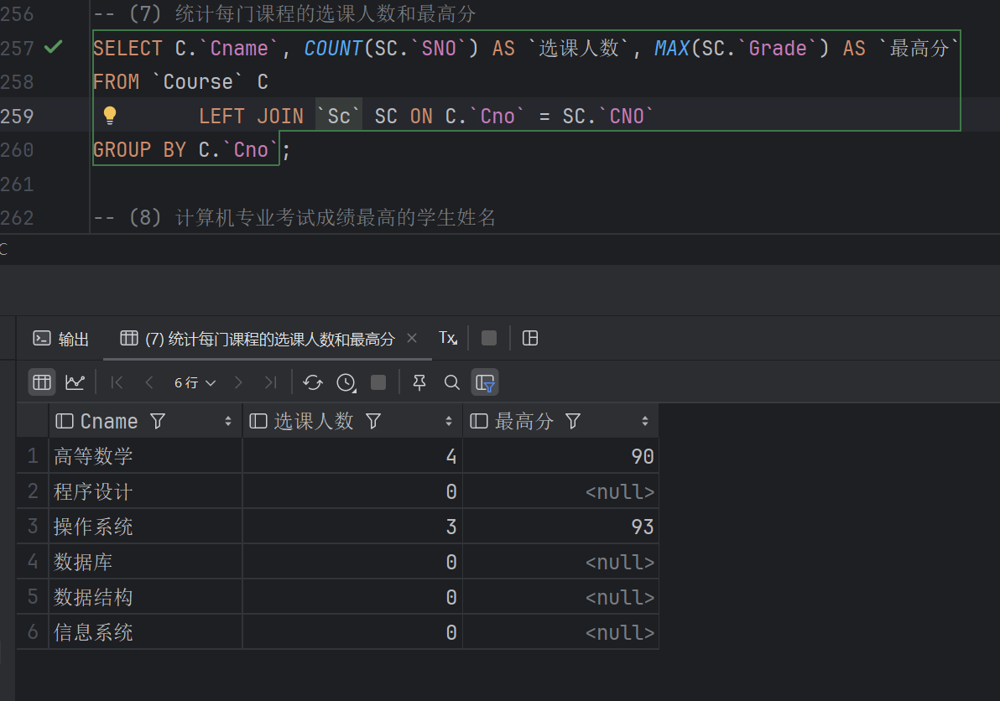 256 -- (7) 统计每门课程的选课人数和最高分
257 SELECT C.`Cname`, COUNT(SC.`SNO`) AS `选课人数`, MAX(SC.`Grade`) AS `最高分`
258 FROM `Course` C
259 LEFT JOIN `Sc` SC ON C.`Cno` = SC.`CNO`
260 GROUP BY C.`Cno`;
261
262 -- (8) 计算机专业考试成绩最高的学生姓名
C
输出 (7) 统计每门课程的选课人数和最高分 × Tx
6 行
Cname 选课人数 最高分
1 高等数学 4 90
2 程序设计 0 <null>
3 操作系统 3 93
4 数据库 0 <null>
5 数据结构 0 <null>
6 信息系统 0 <null>